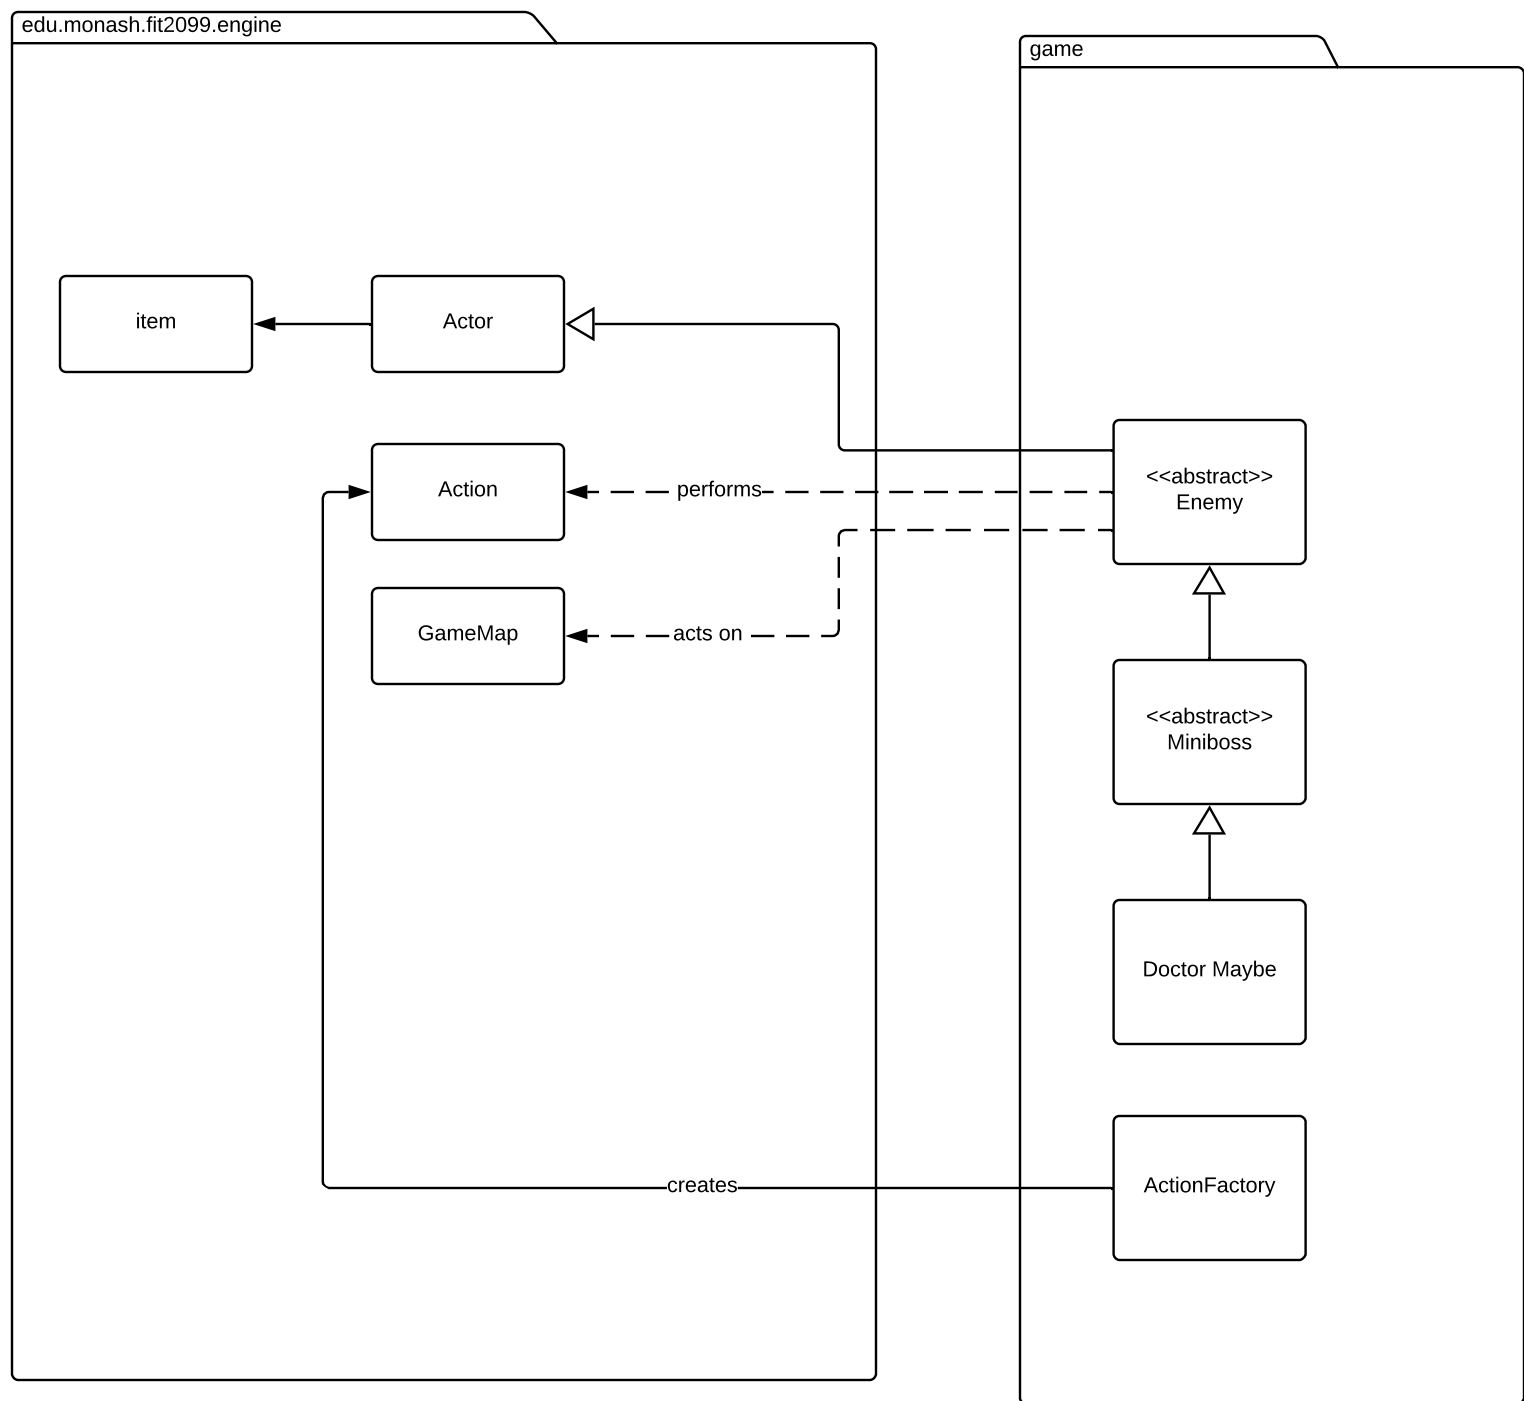 edu.monash.fit2099.engine
game
item
Actor
Action
performs
<<abstract>>
Enemy
GameMap
acts on
<<abstract>>
Miniboss
Doctor Maybe
creates
ActionFactory